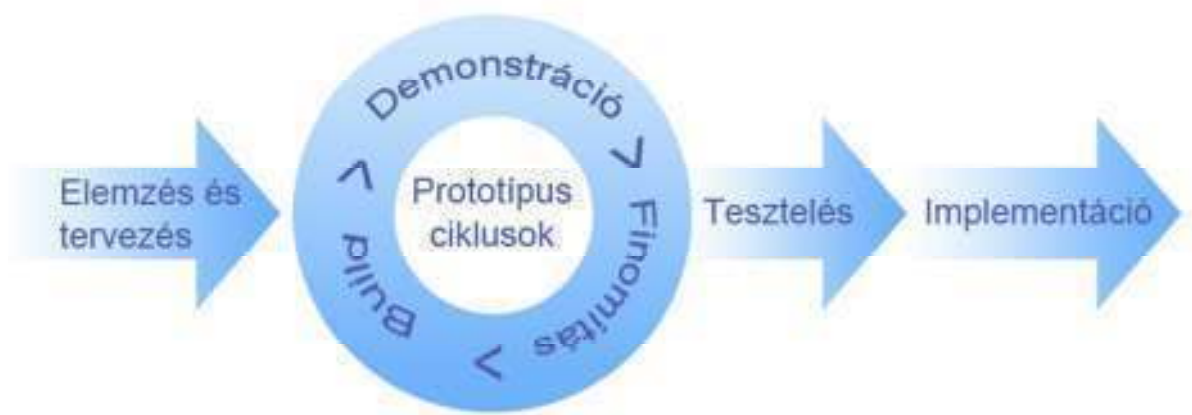 Elemzés és
tervezés
Demonstráció >
Finomítás >
Build >
Prototípus
ciklusok
Tesztelés
Implementáció